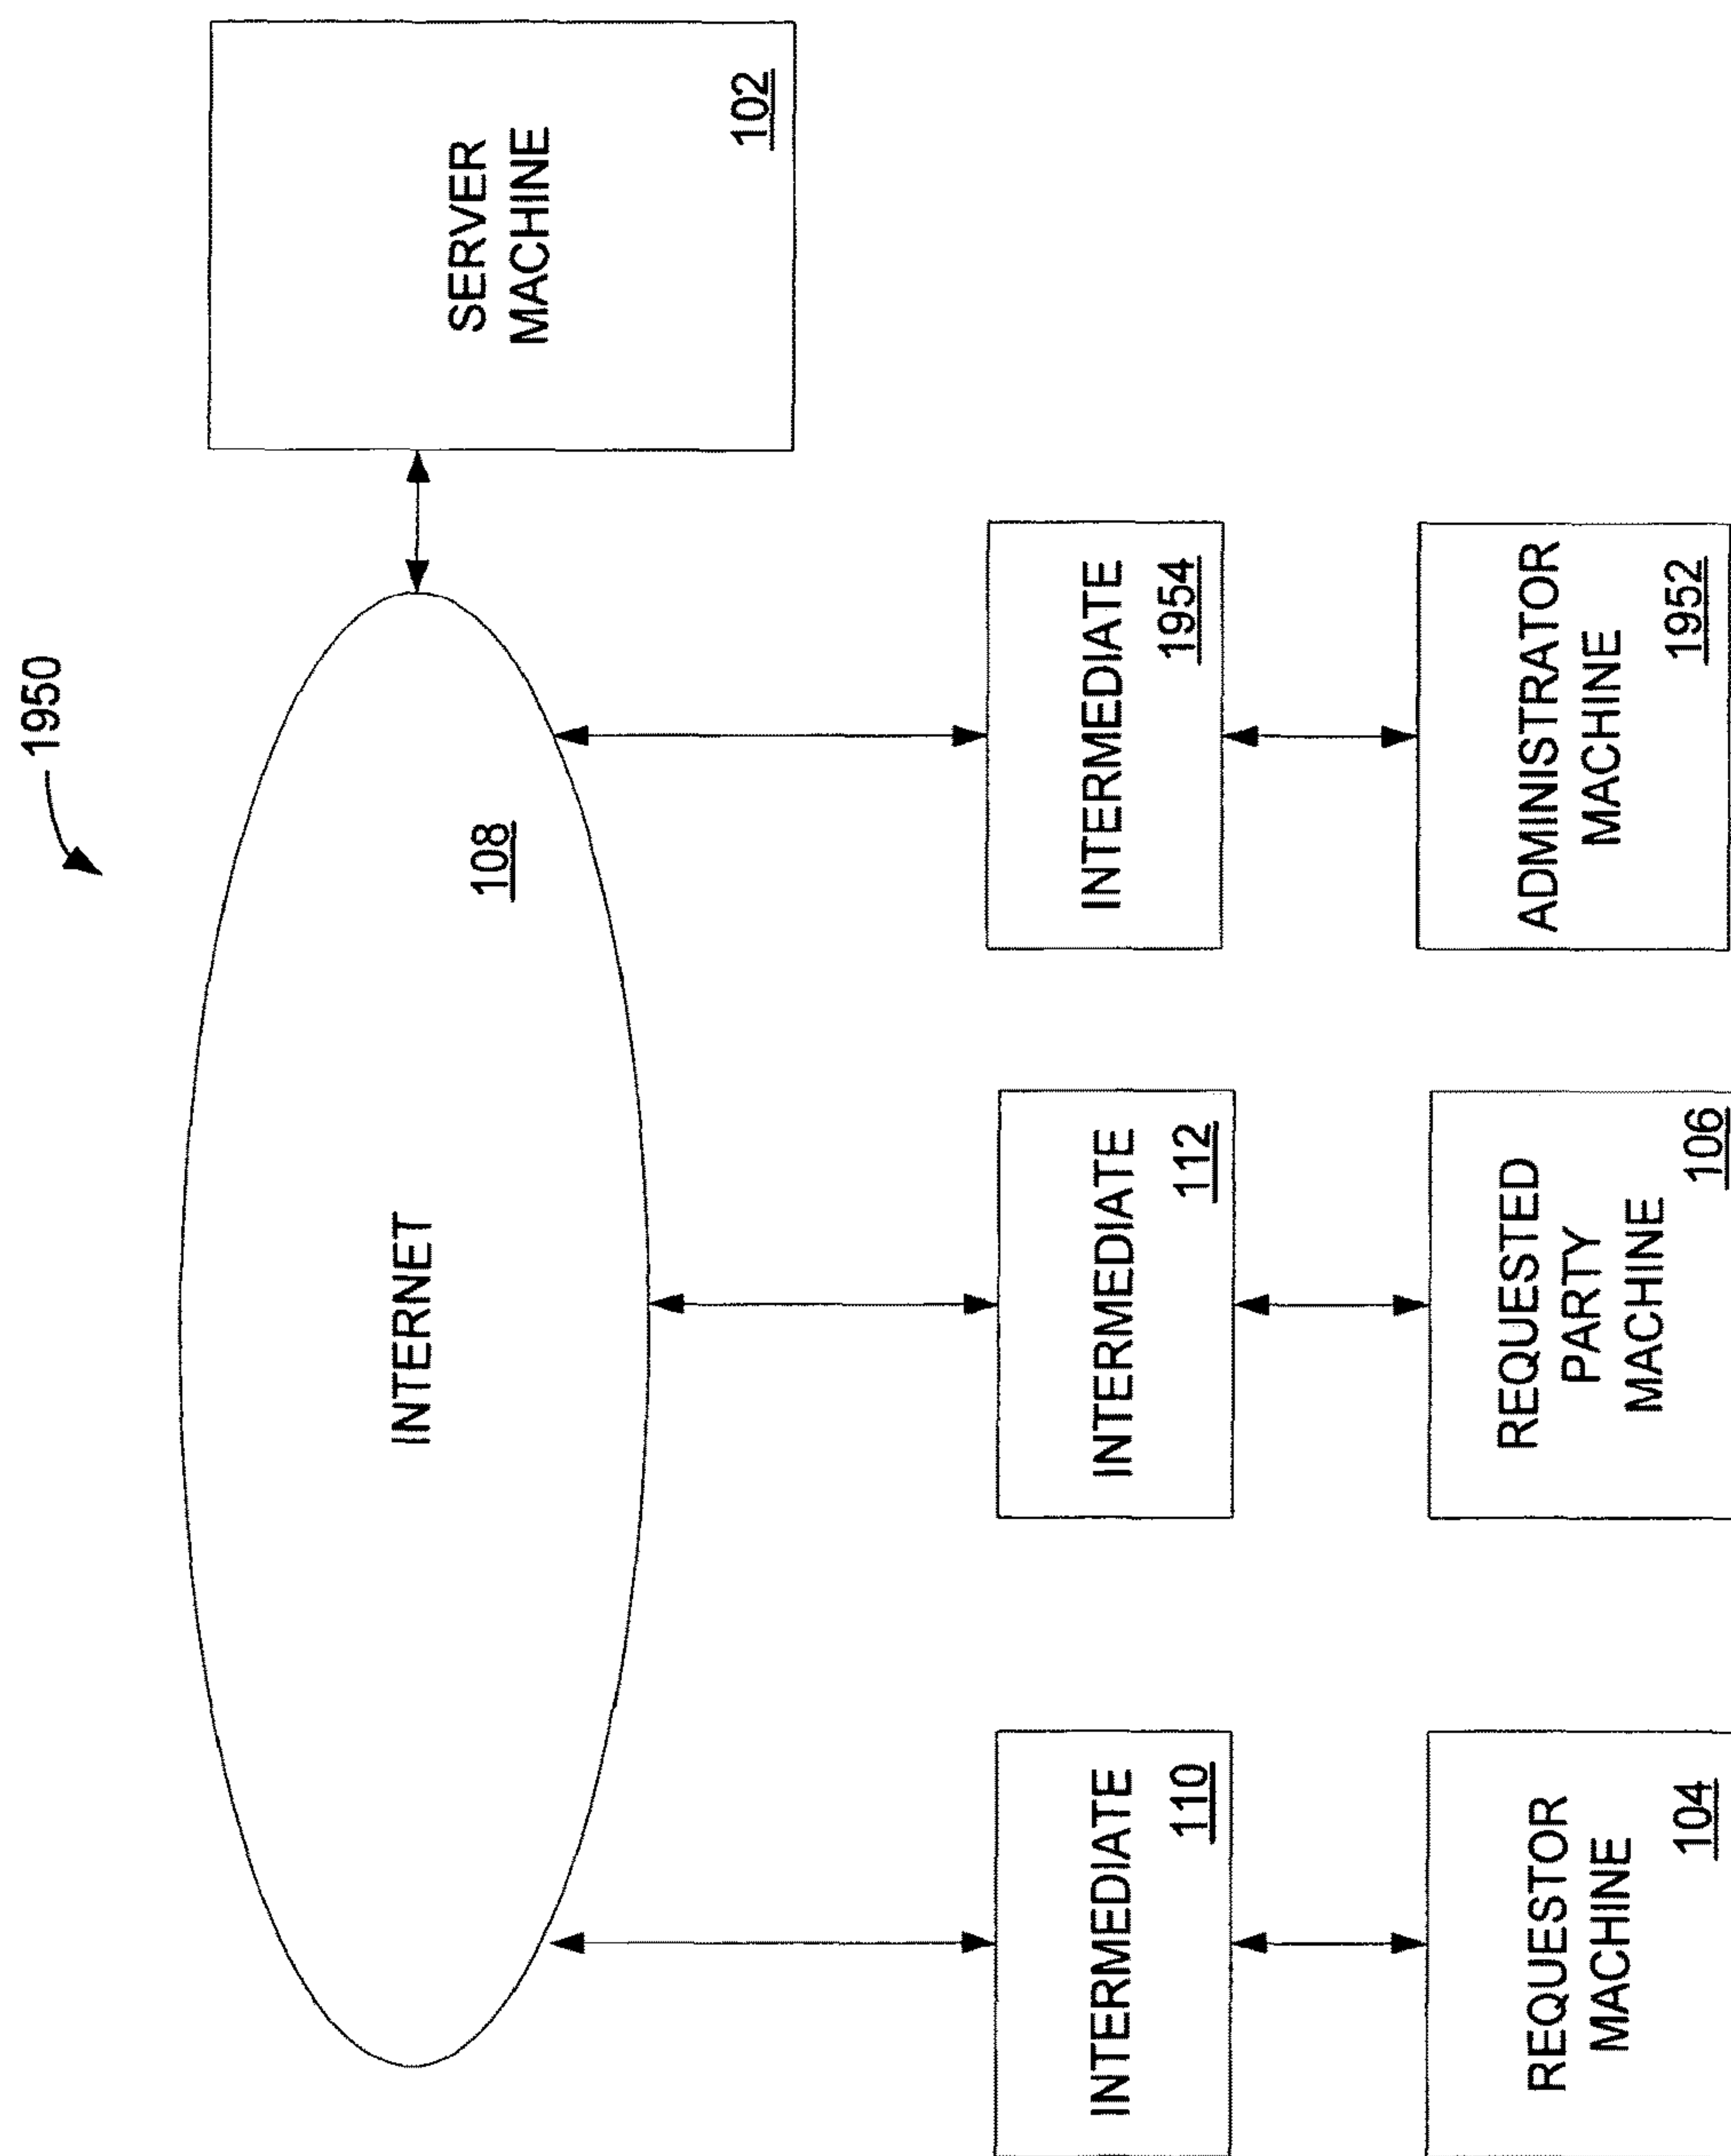 1950
INTERNET
108
SERVER
MACHINE
102
INTERMEDIATE
110
INTERMEDIATE
112
INTERMEDIATE
1954
REQUESTOR
MACHINE
104
REQUESTED
PARTY
MACHINE
106
ADMINISTRATOR
MACHINE
1952